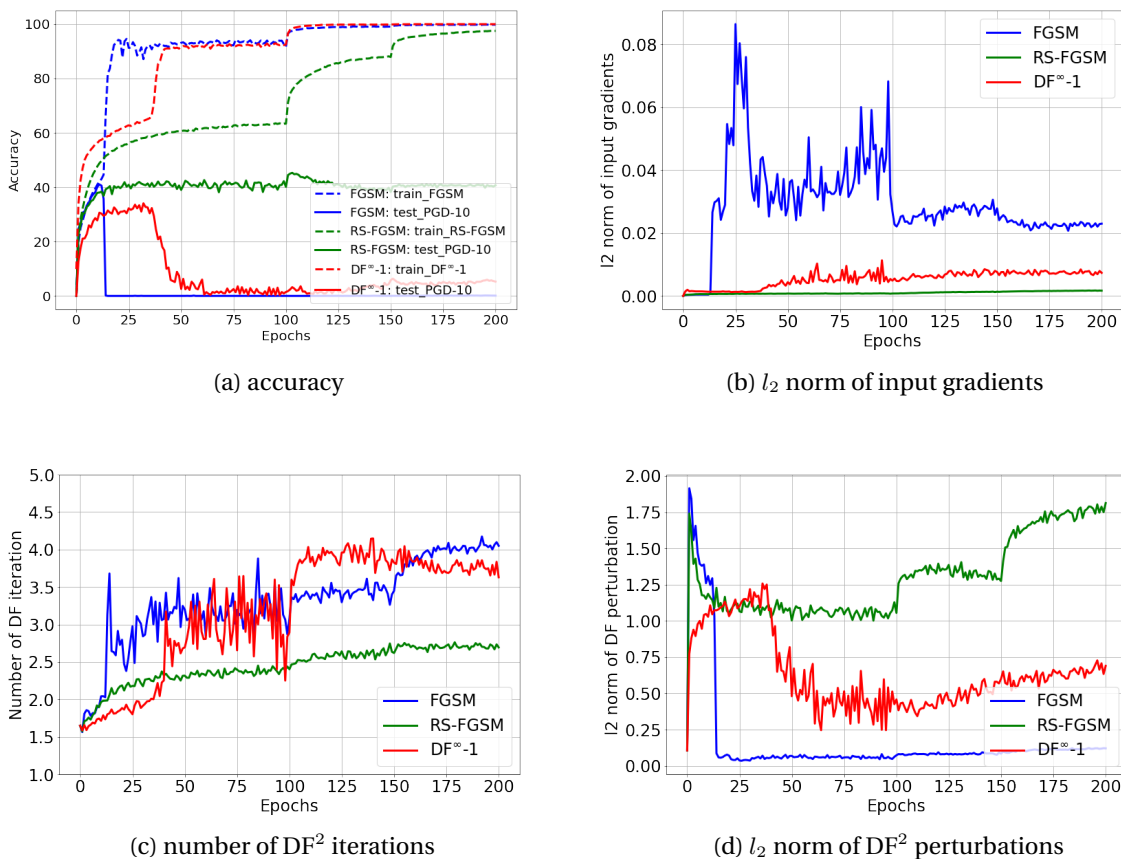 100
80
60
40
20
0
Accuracy
0 25 50 75 100 125 150 175 200
Epochs
FGSM: train_FGSM
FGSM: test_PGD-10
RS-FGSM: train_RS-FGSM
RS-FGSM: test_PGD-10
DF∞-1: train_DF∞-1
DF∞-1: test_PGD-10
(a) accuracy
0.08
0.06
0.04
0.02
0.00
l2 norm of input gradients
0 25 50 75 100 125 150 175 200
Epochs
FGSM
RS-FGSM
DF∞-1
(b) l2 norm of input gradients
5.0
4.5
4.0
3.5
3.0
2.5
2.0
1.5
1.0
Number of DF iteration
0 25 50 75 100 125 150 175 200
Epochs
FGSM
RS-FGSM
DF∞-1
(c) number of DF² iterations
2.00
1.75
1.50
1.25
1.00
0.75
0.50
0.25
0.00
l2 norm of DF perturbation
0 25 50 75 100 125 150 175 200
Epochs
FGSM
RS-FGSM
DF∞-1
(d) l2 norm of DF² perturbations